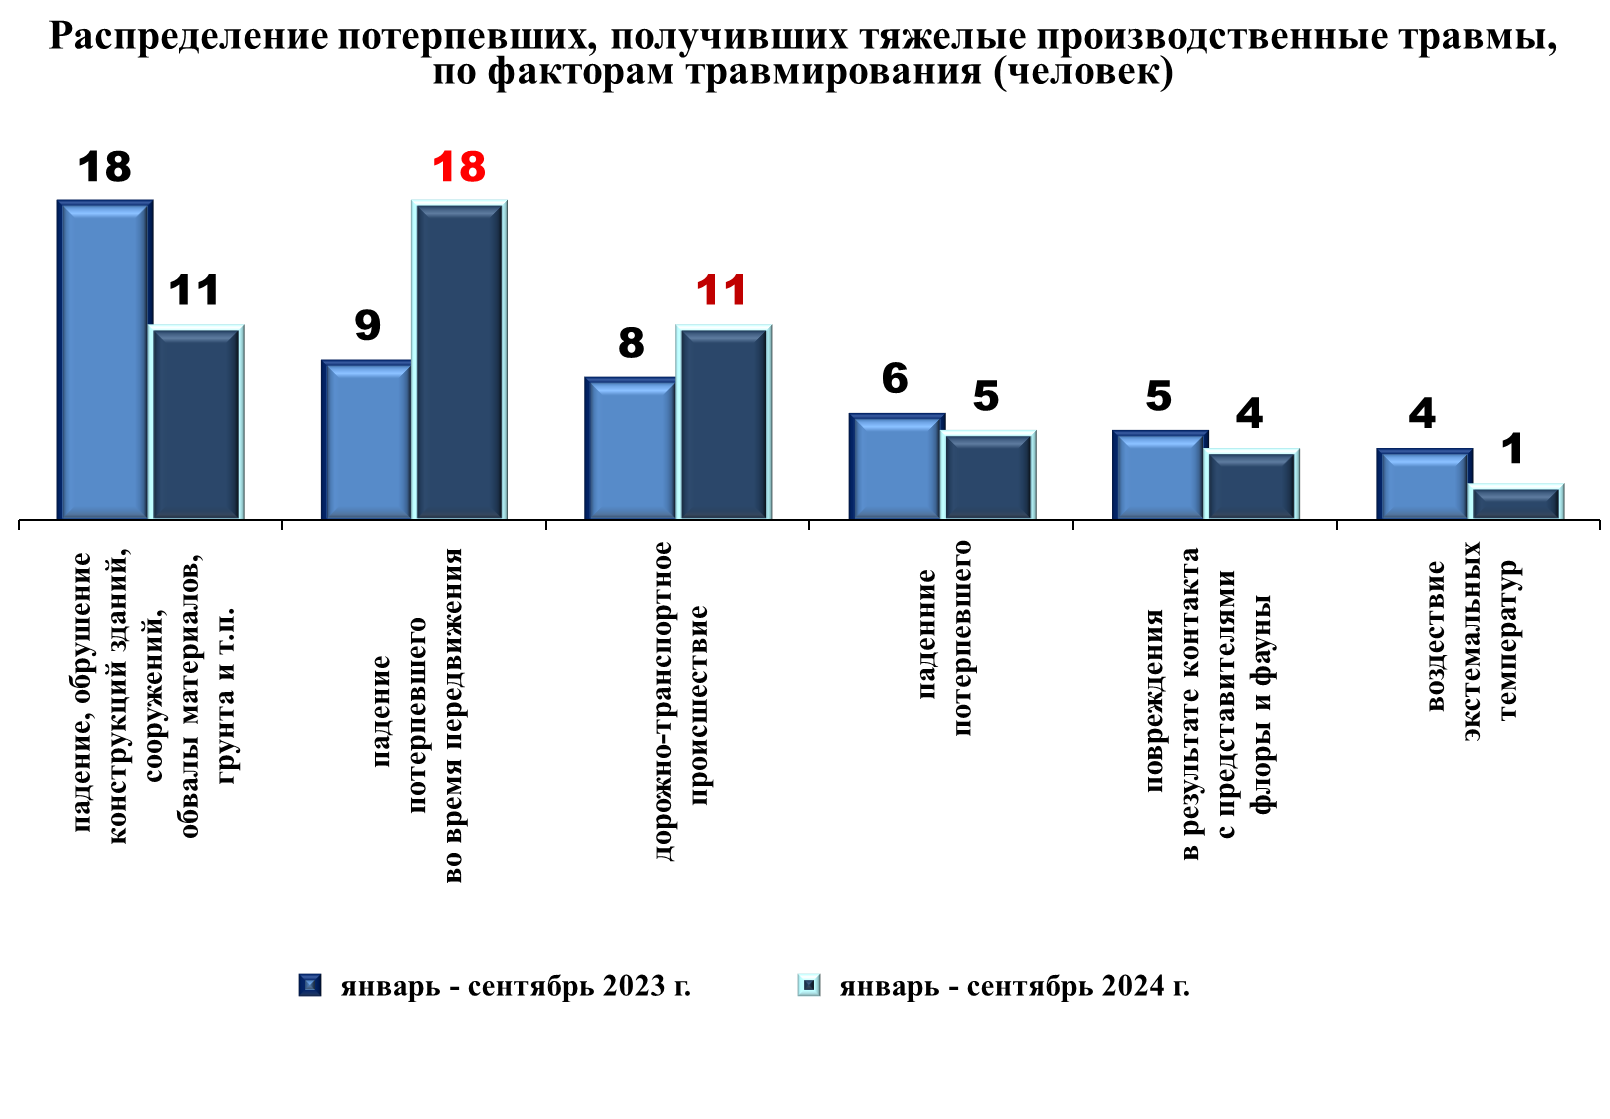 Распределение потерпевших, получивших тяжелые производственные травмы,
по факторам травмирования (человек)
18
11
9
18
8
11
6
5
5
4
4
1
падение, обрушение
конструкций зданий,
сооружений,
обвалы материалов,
грунта и т.п.
падение
потерпевшего
во время передвижения
дорожно-транспортное
происшествие
паденние
потерпевшего
повреждения
в результате контакта
с представителями
флоры и фауны
воздествие
экстемальных
температур
январь - сентябрь 2023 г.
январь - сентябрь 2024 г.